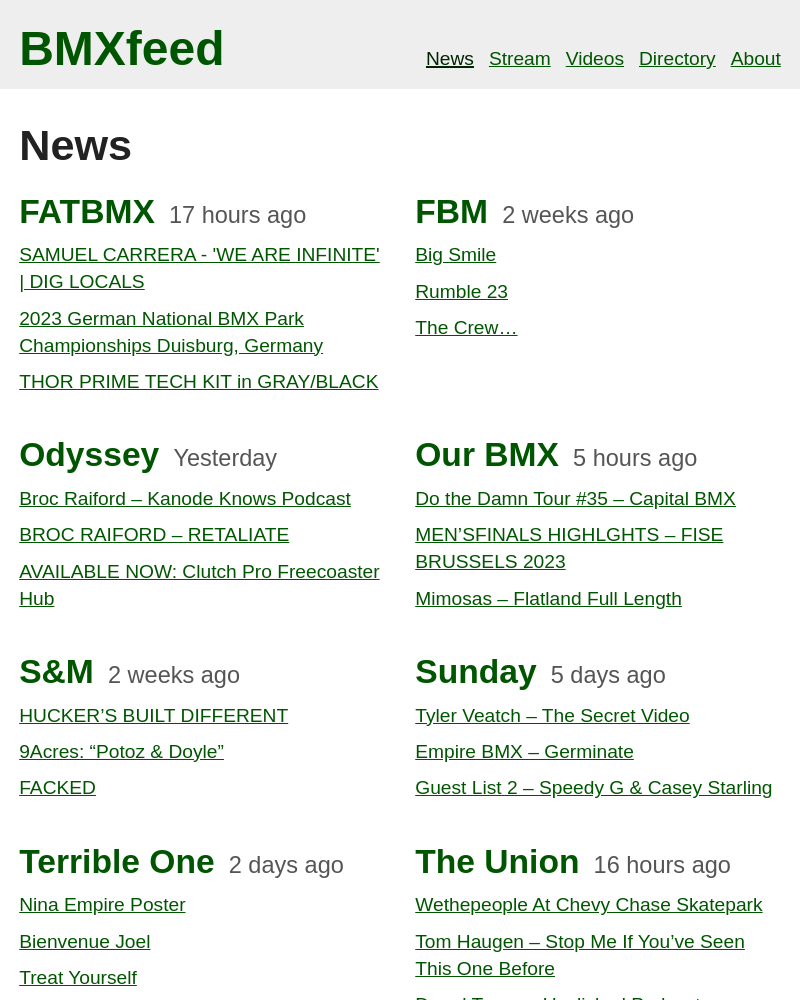 BMXfeed
News Stream Videos Directory About
News
FATBMX 17 hours ago
SAMUEL CARRERA - 'WE ARE INFINITE'
| DIG LOCALS
2023 German National BMX Park
Championships Duisburg, Germany
THOR PRIME TECH KIT in GRAY/BLACK
FBM 2 weeks ago
Big Smile
Rumble 23
The Crew…
Odyssey Yesterday
Broc Raiford – Kanode Knows Podcast
BROC RAIFORD – RETALIATE
AVAILABLE NOW: Clutch Pro Freecoaster
Hub
Our BMX 5 hours ago
Do the Damn Tour #35 – Capital BMX
MEN’SFINALS HIGHLGHTS – FISE
BRUSSELS 2023
Mimosas – Flatland Full Length
S&M 2 weeks ago
HUCKER’S BUILT DIFFERENT
9Acres: “Potoz & Doyle”
FACKED
Sunday 5 days ago
Tyler Veatch – The Secret Video
Empire BMX – Germinate
Guest List 2 – Speedy G & Casey Starling
Terrible One 2 days ago
Nina Empire Poster
Bienvenue Joel
Treat Yourself
The Union 16 hours ago
Wethepeople At Chevy Chase Skatepark
Tom Haugen – Stop Me If You’ve Seen
This One Before